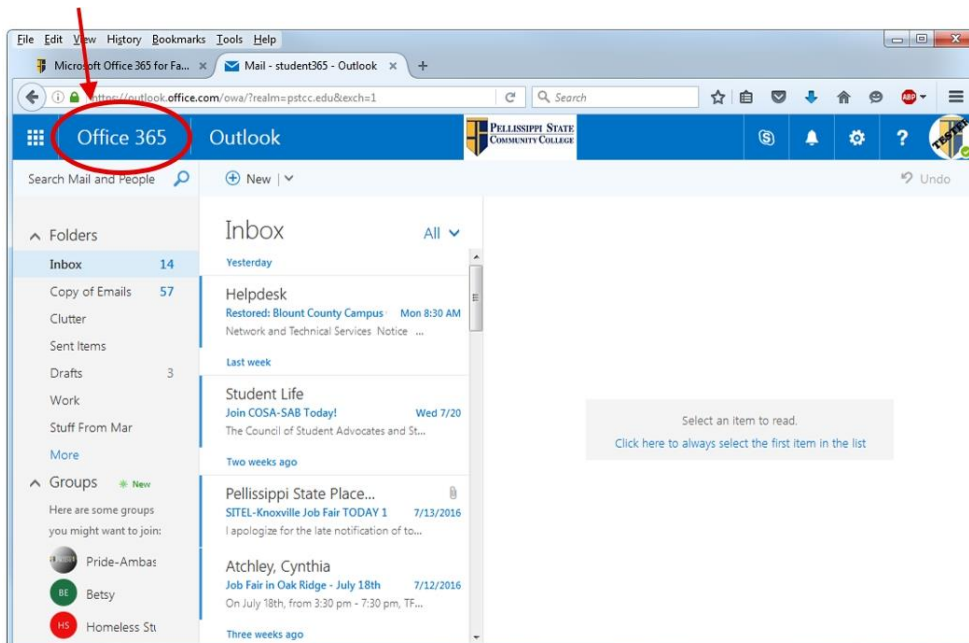 File Edit View History Bookmarks Tools Help
Microsoft Office 365 for Fa... Mail - student365 - Outlook
https://outlook.office.com/owa/?realm=pstcc.edu&exch=1 Search ABP
Office 365 Outlook PELLISSIPPI STATE COMMUNITY COLLEGE TESTER
Search Mail and People New Undo
Folders
Inbox 14
Copy of Emails 57
Clutter
Sent Items
Drafts 3
Work
Stuff From Mar
More
Groups New
Here are some groups
you might want to join:
Pride-Ambas
BE Betsy
HS Homeless Stu
Inbox All
Yesterday
Helpdesk
Restored: Blount County Campus Mon 8:30 AM
Network and Technical Services Notice ...
Last week
Student Life
Join COSA-SAB Today! Wed 7/20
The Council of Student Advocates and St...
Two weeks ago
Pellissippi State Place...
SITEL-Knoxville Job Fair TODAY 1 7/13/2016
I apologize for the late notification of to...
Atchley, Cynthia
Job Fair in Oak Ridge - July 18th 7/12/2016
On July 18th, from 3:30 pm - 7:30 pm, TF...
Three weeks ago
Select an item to read.
Click here to always select the first item in the list